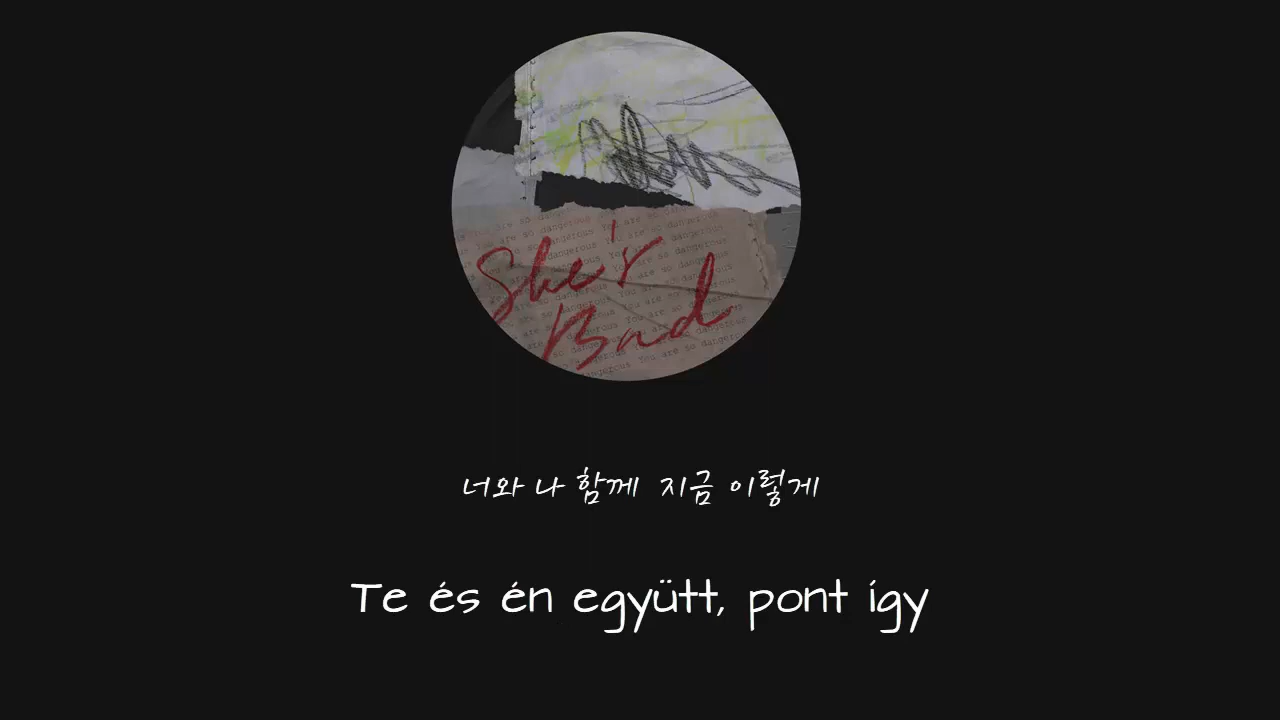 She's
Bad
너와 나 함께 지금 이렇게
Te és én együtt, pont így